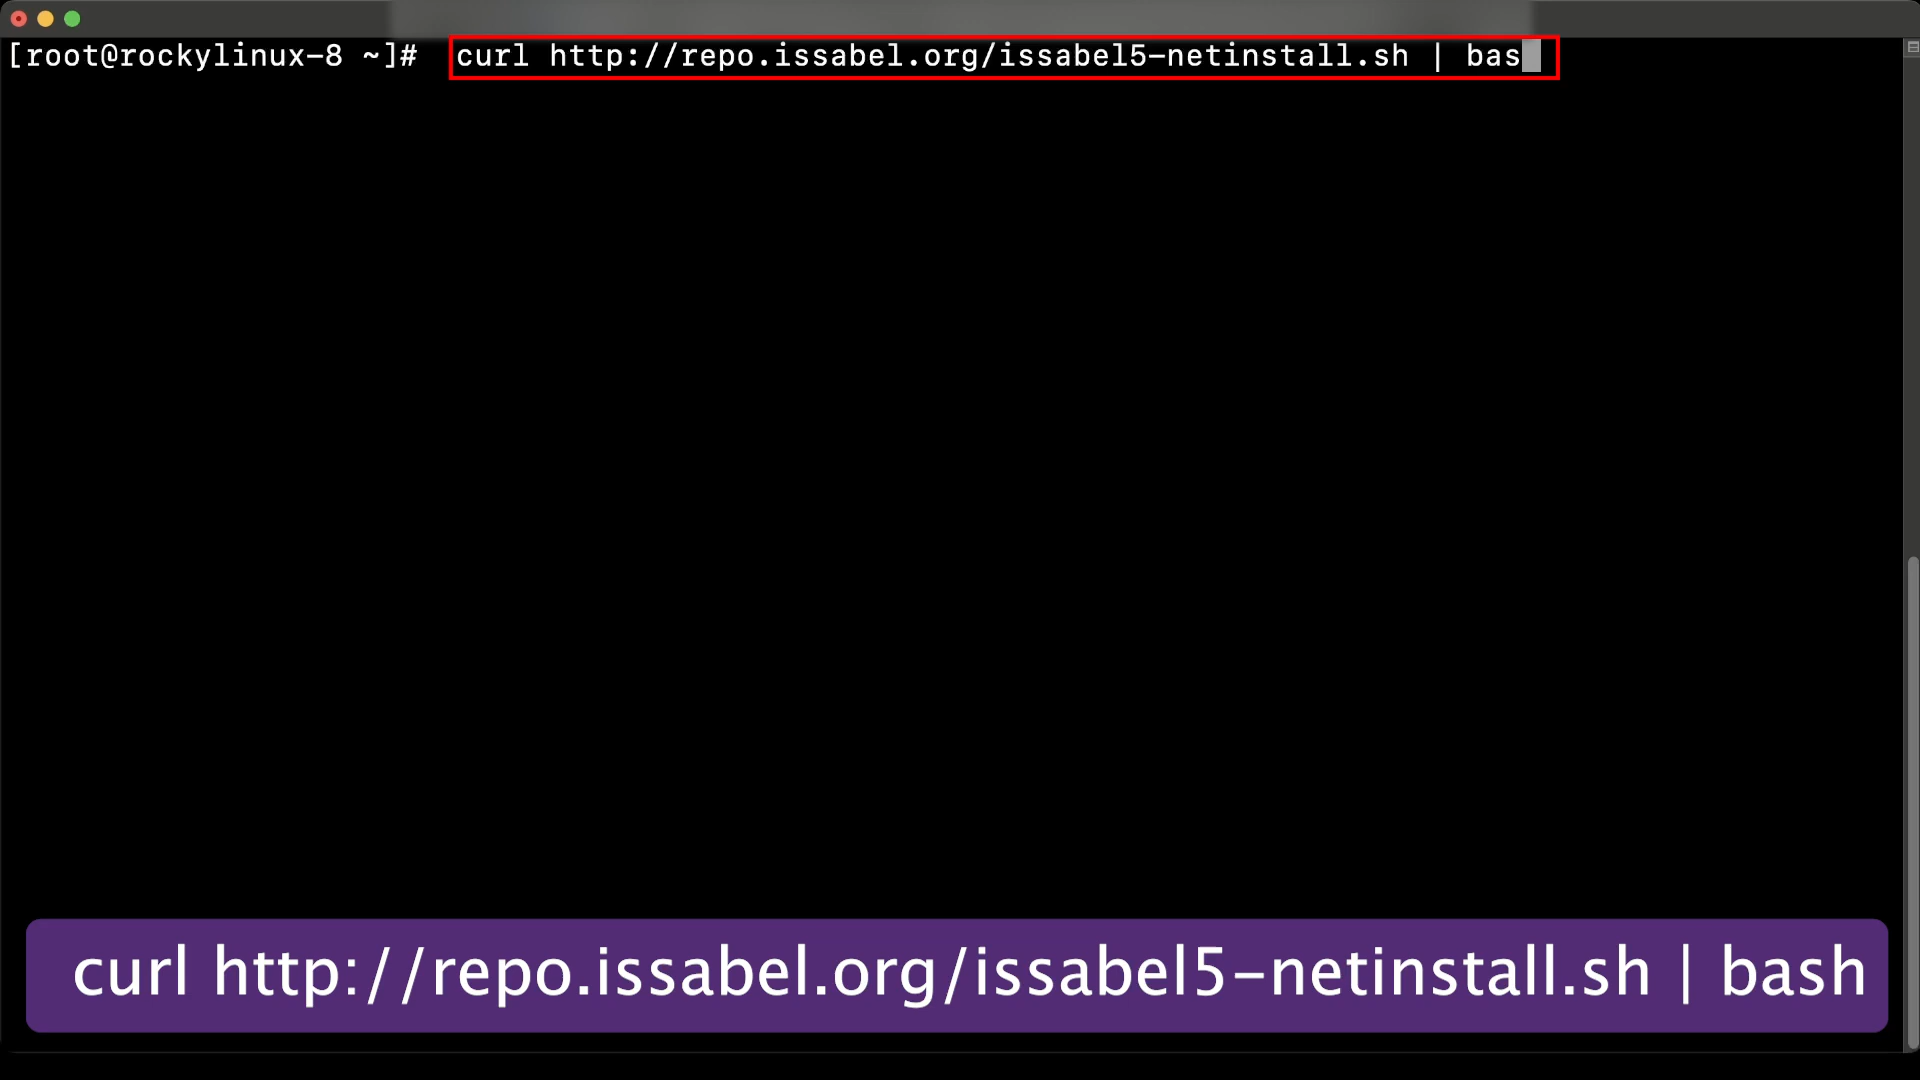 [root@rockylinux-8 ~]# curl http://repo.issabel.org/issabel5-netinstall.sh | bas
curl http://repo.issabel.org/issabel5-netinstall.sh | bash